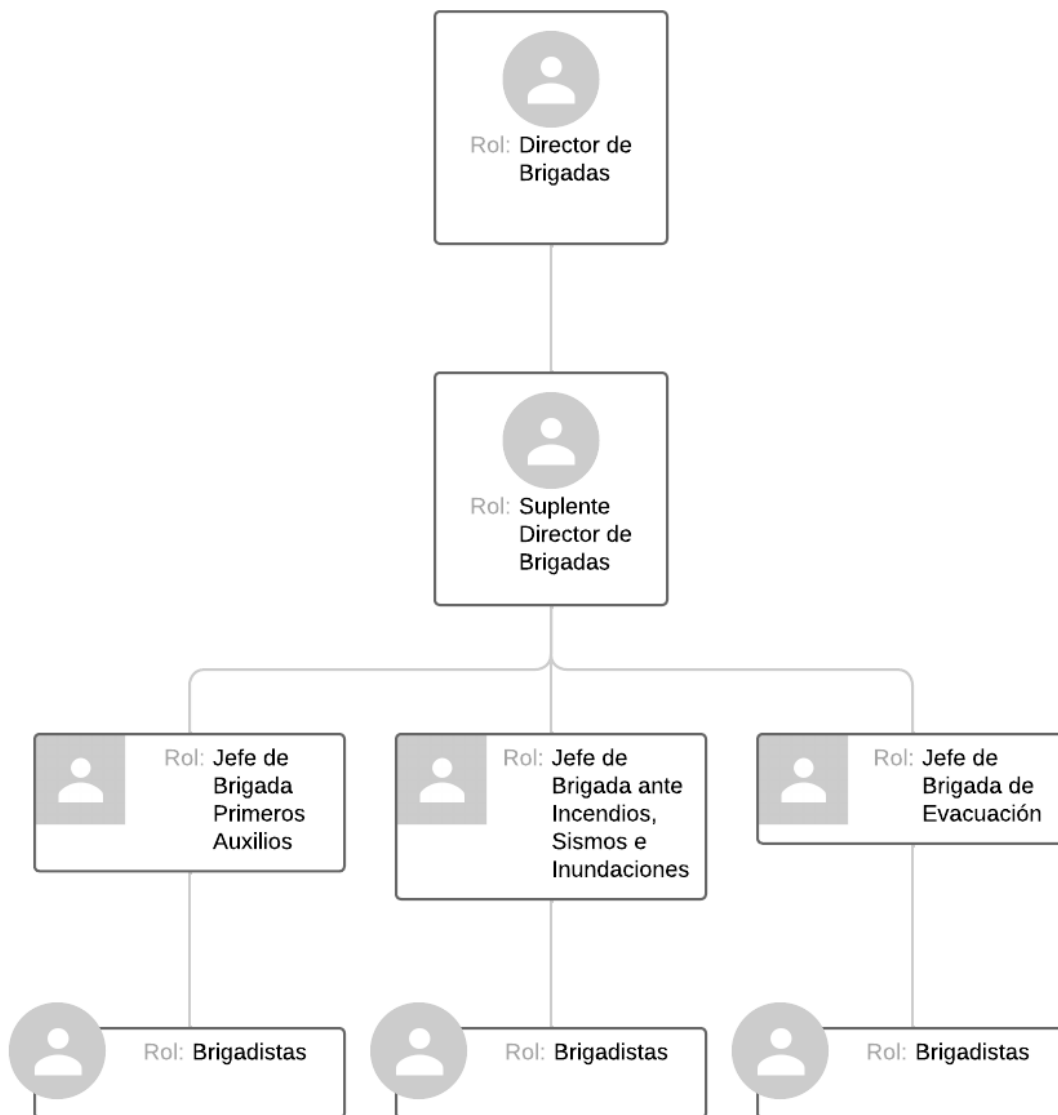 Rol: Director de
Brigadas
Rol: Suplente
Director de
Brigadas
Rol: Jefe de
Brigada
Primeros
Auxilios
Rol: Jefe de
Brigada ante
Incendios,
Sismos e
Inundaciones
Rol: Jefe de
Brigada de
Evacuación
Rol: Brigadistas
Rol: Brigadistas
Rol: Brigadistas